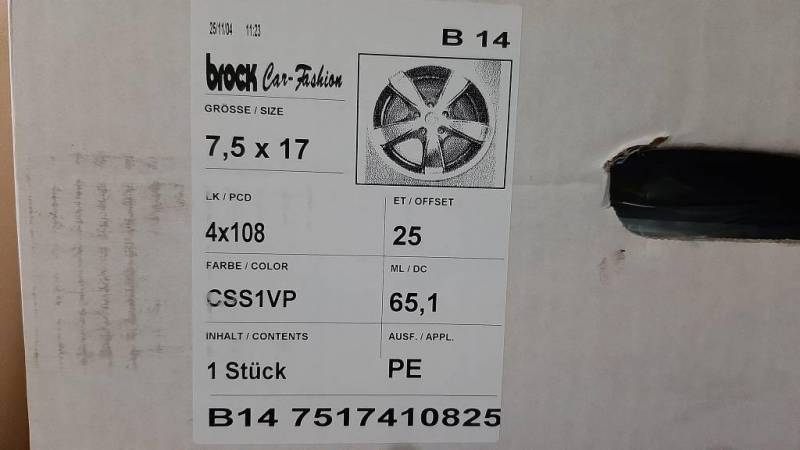 25/11/04 11:23
B 14
brock Car-Fashion
GRÖSSE / SIZE
7,5 x 17
LK / PCD
ET / OFFSET
4x108
25
FARBE / COLOR
ML / DC
CSS1VP
65,1
INHALT / CONTENTS
AUSF. / APPL.
1 Stück
PE
B14 7517410825